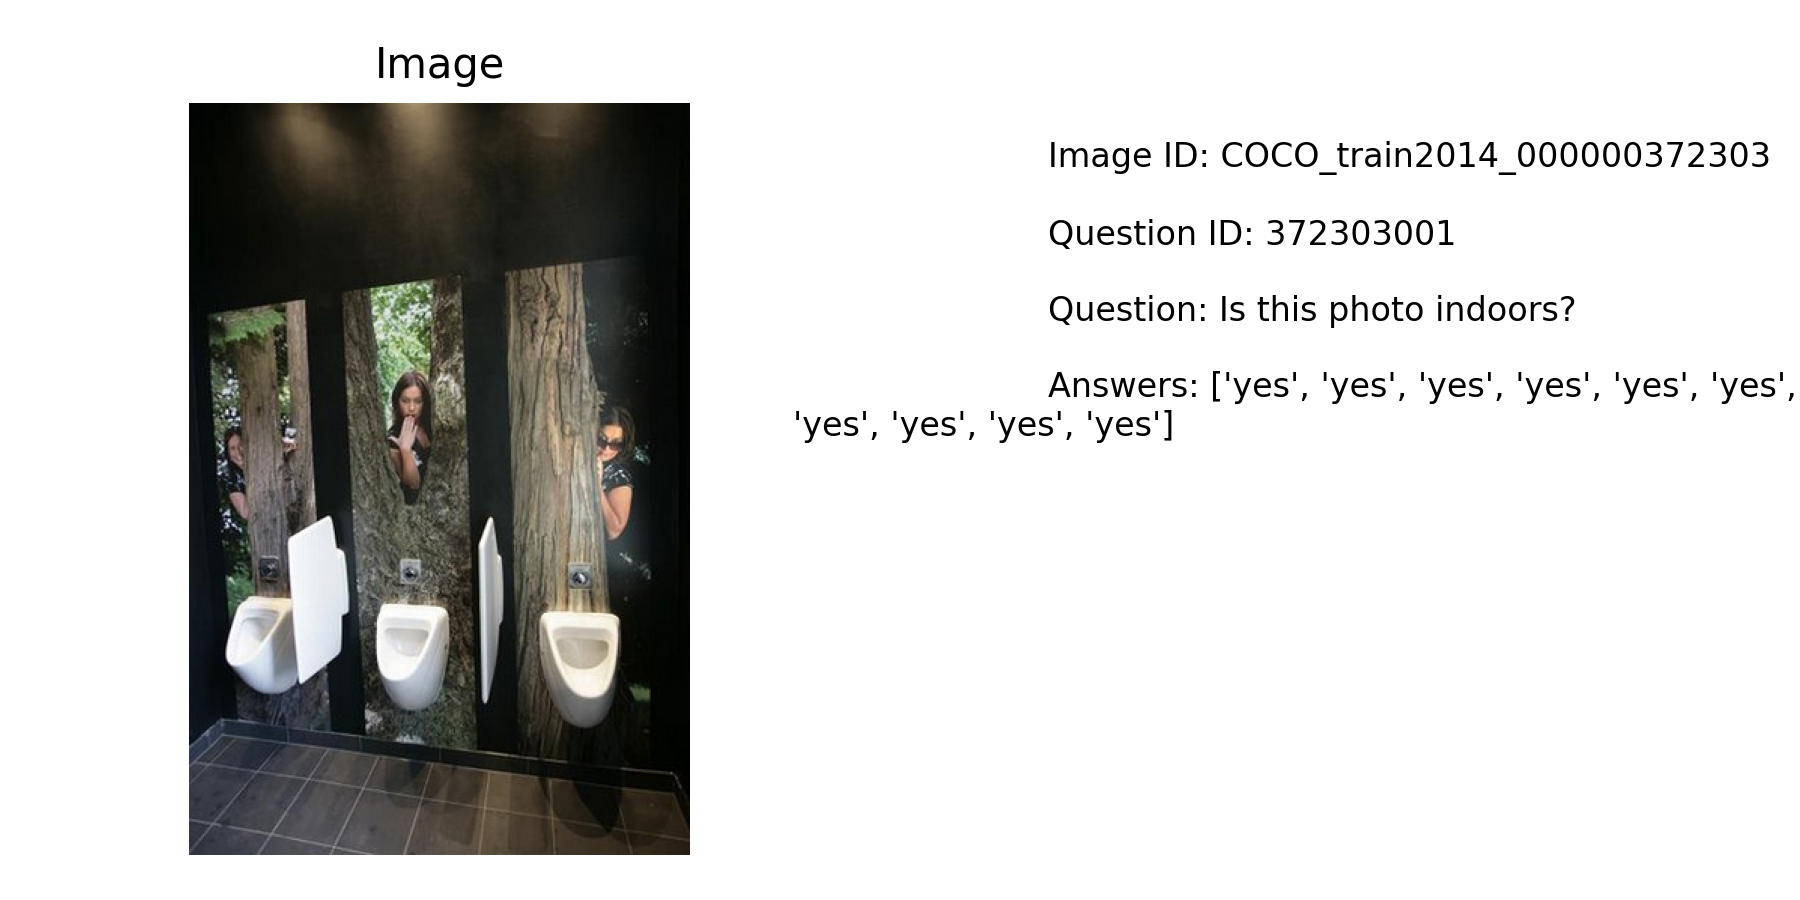 Image
Image ID: COCO_train2014_000000372303
Question ID: 372303001
Question: Is this photo indoors?
Answers: ['yes', 'yes', 'yes', 'yes', 'yes', 'yes',
'yes', 'yes', 'yes', 'yes']